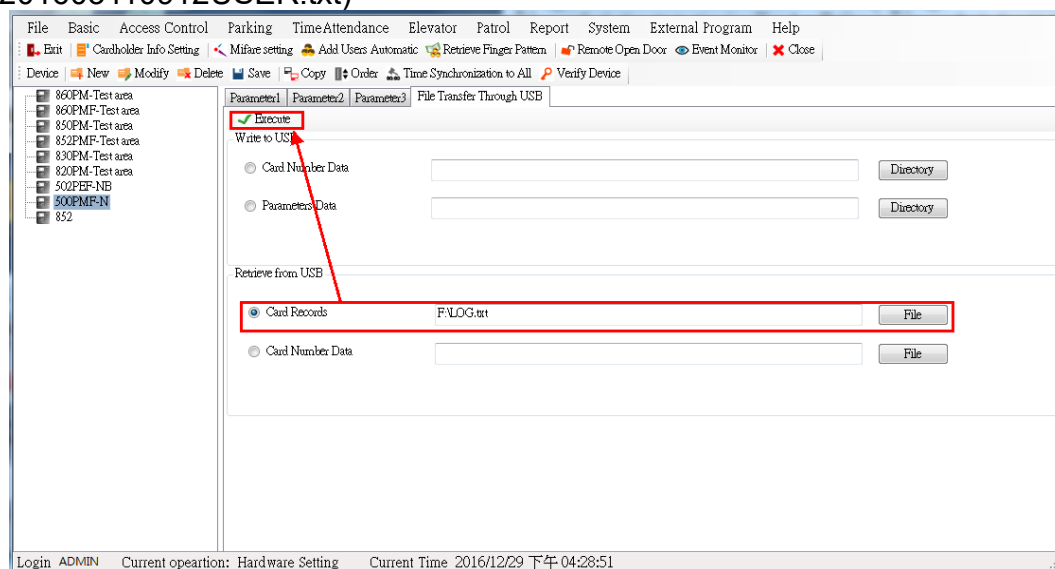 File Basic Access Control Parking TimeAttendance Elevator Patrol Report System External Program Help
Exit Cardholder Info Setting Mifare setting Add Users Automatic Retrieve Finger Pattern Remote Open Door Event Monitor Close
Device New Modify Delete Save Copy Order Time Synchronization to All Verify Device
860PM-Test area
860PMF-Test area
850PM-Test area
852PMF-Test area
830PM-Test area
820PM-Test area
502PEF-NB
500PMF-N
852
Parameter1 Parameter2 Parameter3 File Transfer Through USB
Execute
Write to USB
Card Number Data Directory
Parameters Data Directory
Retrieve from USB
Card Records F:\LOG.txt File
Card Number Data File
Login ADMIN Current opeartion: Hardware Setting Current Time 2016/12/29 下午 04:28:51